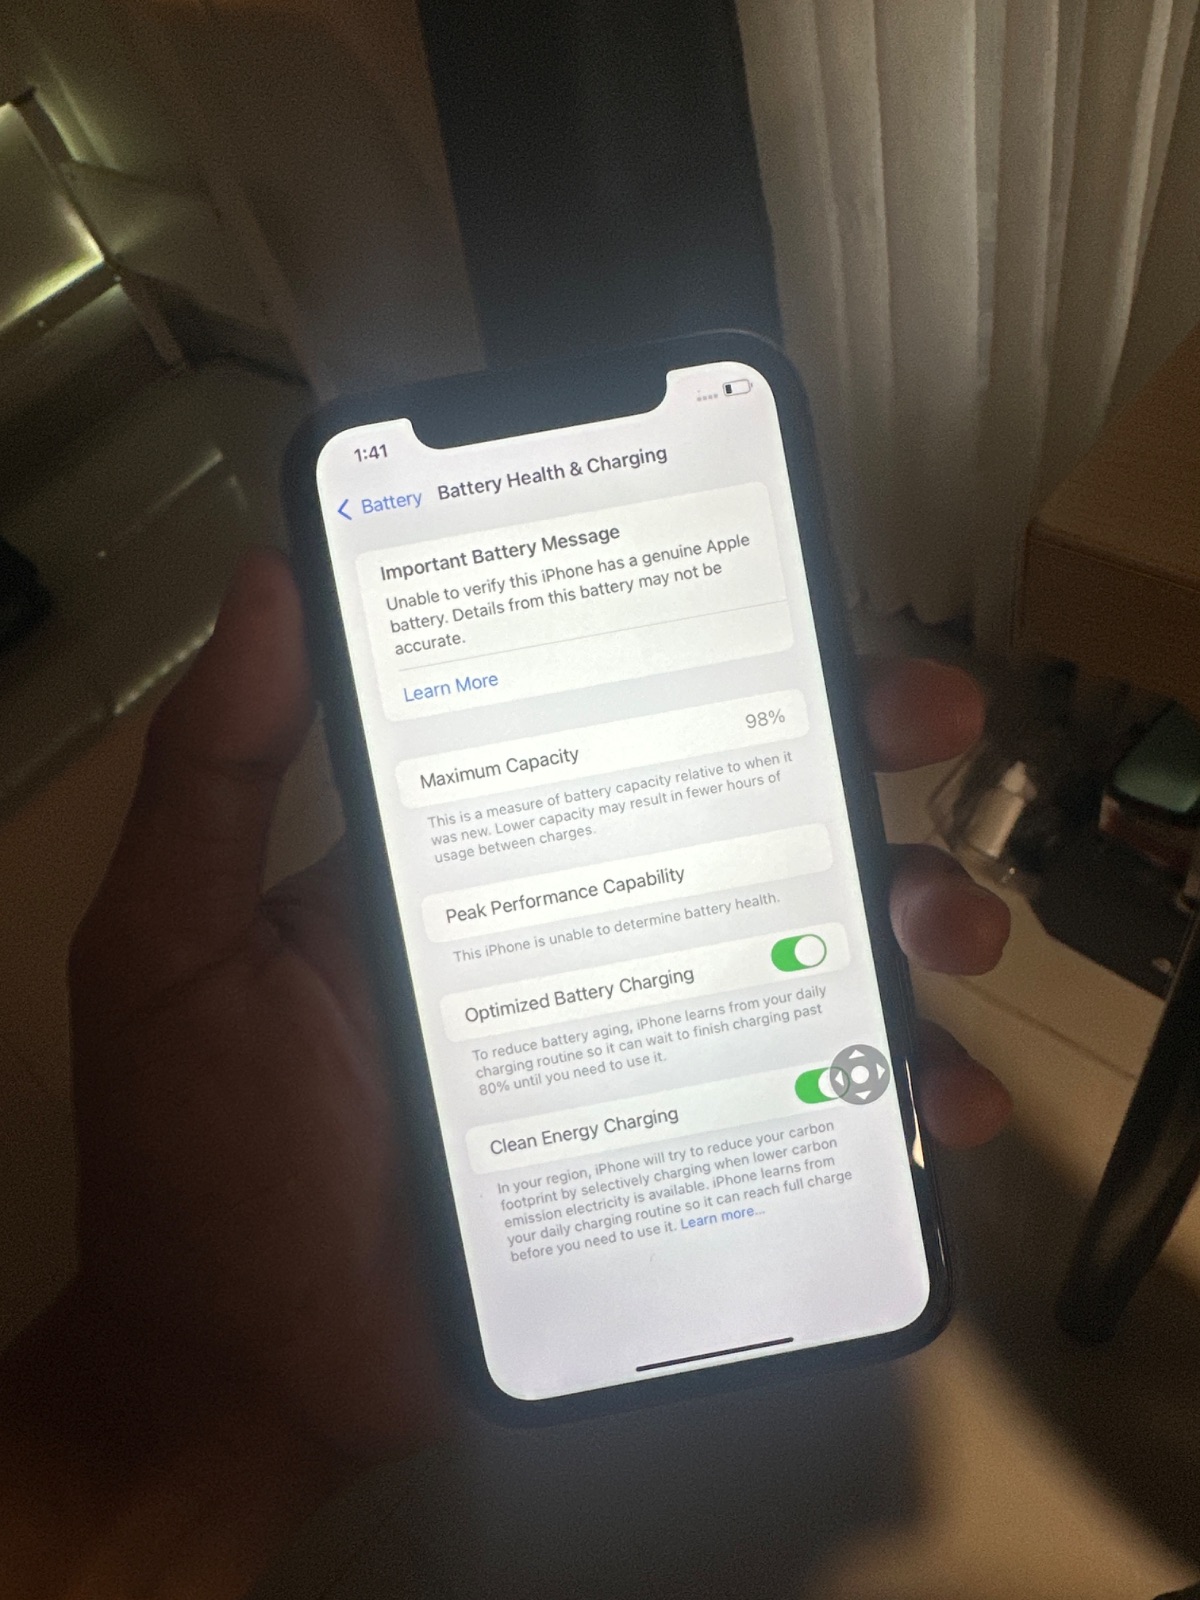 1:41
Battery
Battery Health & Charging
Important Battery Message
Unable to verify this iPhone has a genuine Apple
battery. Details from this battery may not be
accurate.
Learn More
Maximum Capacity
98%
This is a measure of battery capacity relative to when it
was new. Lower capacity may result in fewer hours of
usage between charges.
Peak Performance Capability
This iPhone is unable to determine battery health.
Optimized Battery Charging
To reduce battery aging, iPhone learns from your daily
charging routine so it can wait to finish charging past
80% until you need to use it.
Clean Energy Charging
In your region, iPhone will try to reduce your carbon
footprint by selectively charging when lower carbon
emission electricity is available. iPhone learns from
your daily charging routine so it can reach full charge
before you need to use it. Learn more...